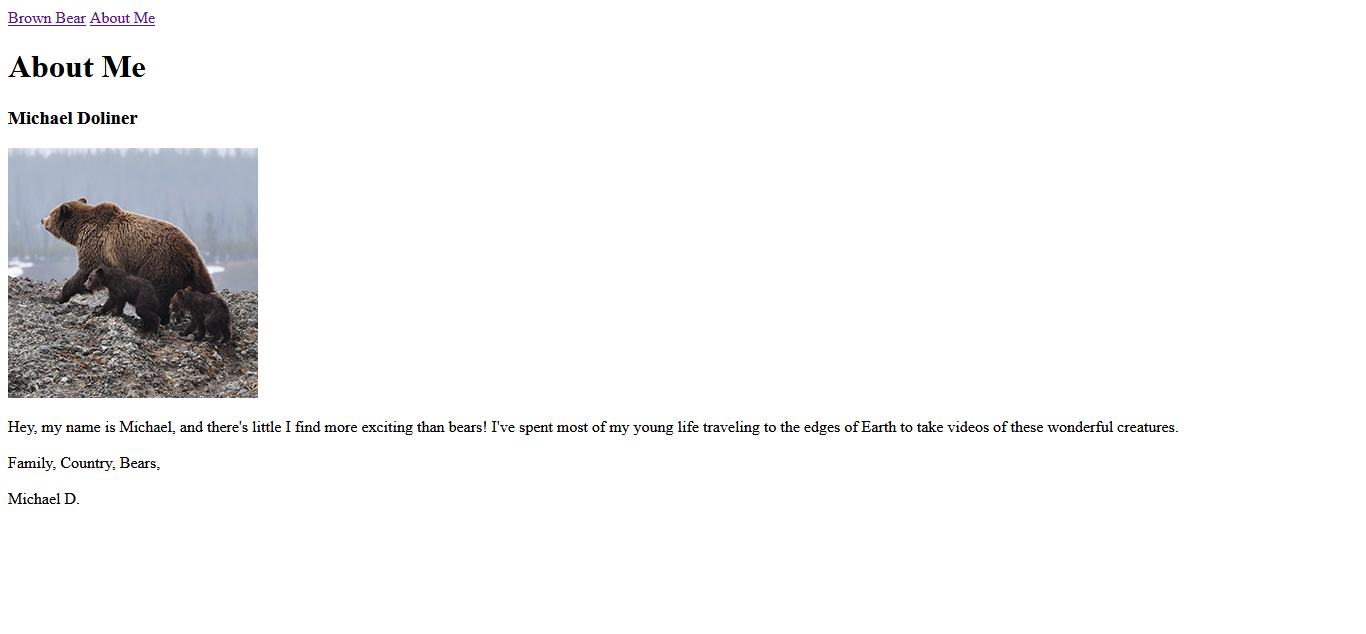 Brown Bear About Me
About Me
Michael Doliner
Hey, my name is Michael, and there's little I find more exciting than bears! I've spent most of my young life traveling to the edges of Earth to take videos of these wonderful creatures.
Family, Country, Bears,
Michael D.